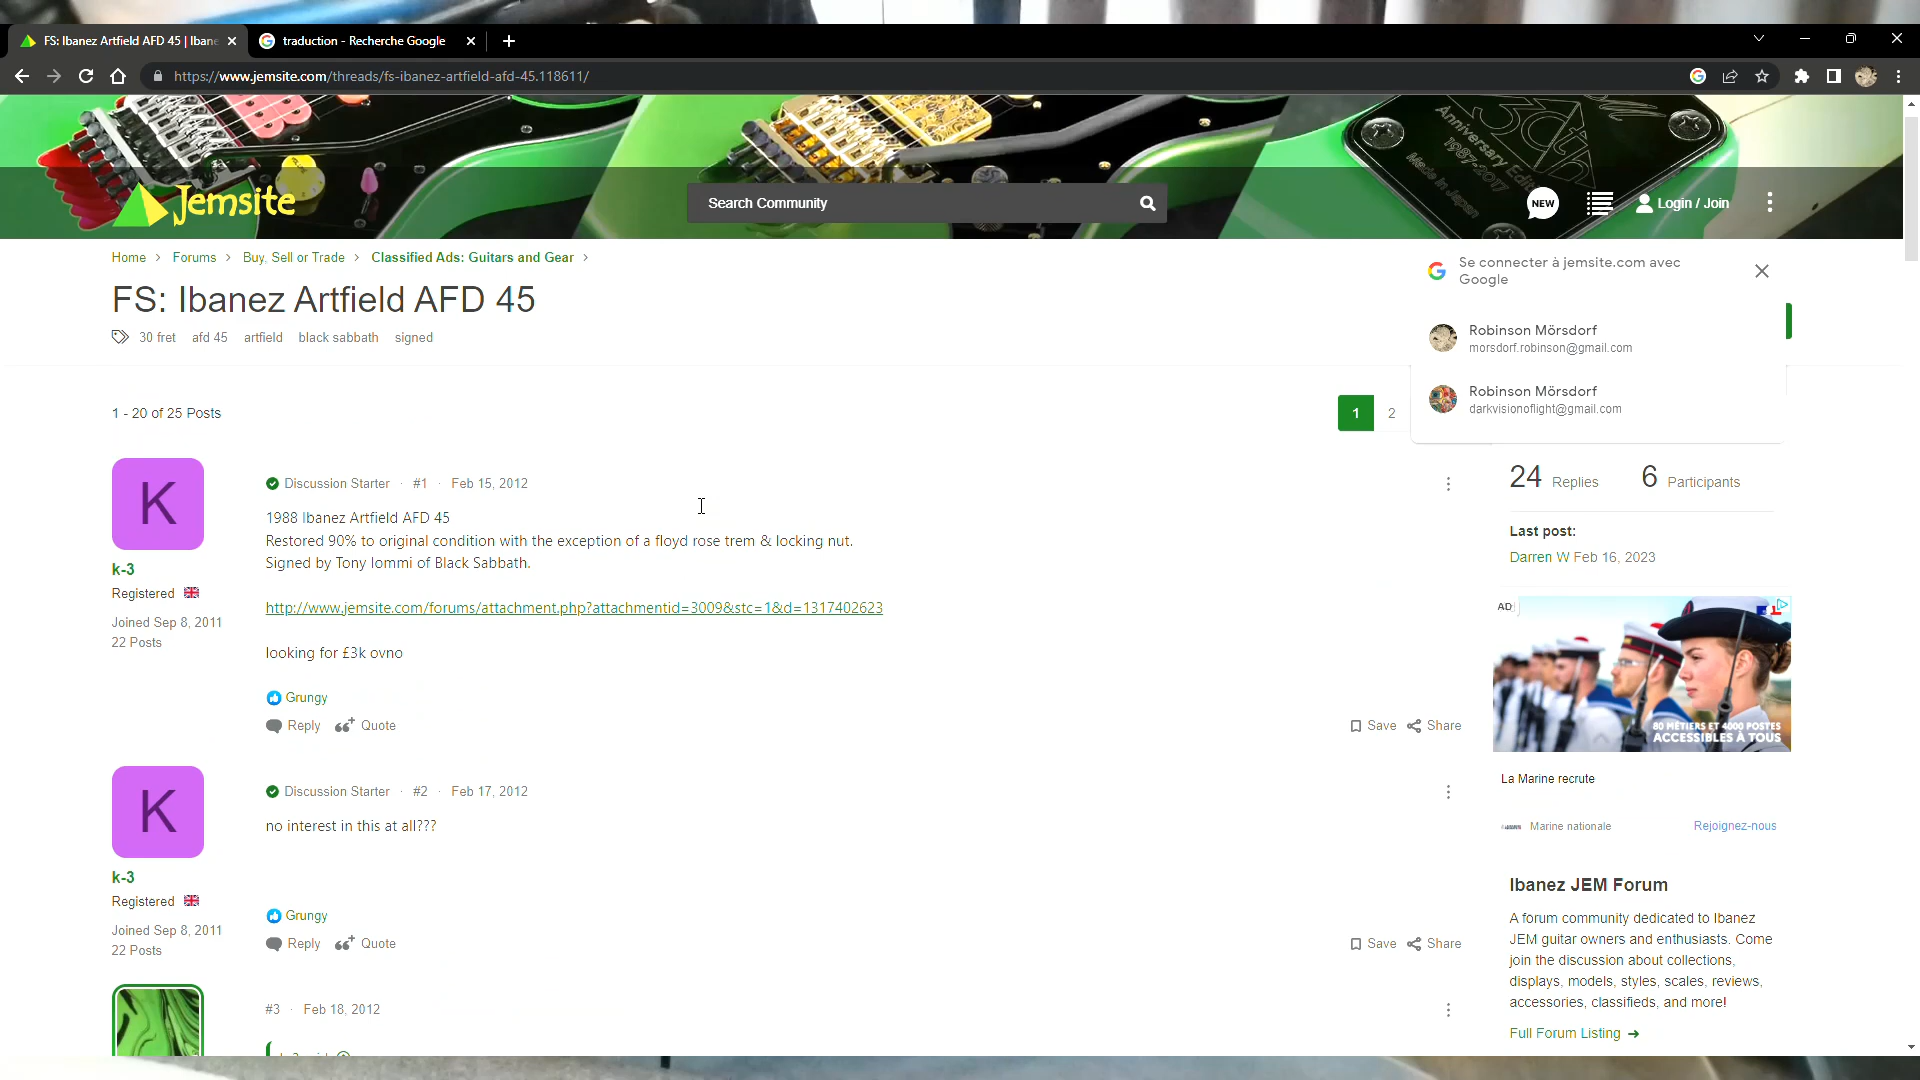 FS: Ibanez Artfield AFD 45 | Ibane
traduction - Recherche Google
https://www.jemsite.com/threads/fs-ibanez-artfield-afd-45.118611/
30th
Anniversary Edit
1987-2017
Made in Japan
Jemsite
Search Community
NEW
Login / Join
Home > Forums > Buy, Sell or Trade > Classified Ads: Guitars and Gear >
FS: Ibanez Artfield AFD 45
30 fret afd 45 artfield black sabbath signed
Se connecter à jemsite.com avec
Google
Robinson Mörsdorf
morsdorf.robinson@gmail.com
Robinson Mörsdorf
darkvisionoflight@gmail.com
1 - 20 of 25 Posts
1 2
K
k-3
Registered
Joined Sep 8, 2011
22 Posts
Discussion Starter · #1 · Feb 15, 2012
1988 Ibanez Artfield AFD 45
Restored 90% to original condition with the exception of a floyd rose trem & locking nut.
Signed by Tony Iommi of Black Sabbath.
http://www.jemsite.com/forums/attachment.php?attachmentid=3009&stc=1&d=1317402623
looking for £3k ovno
Grungy
Reply Quote
Save Share
K
k-3
Registered
Joined Sep 8, 2011
22 Posts
Discussion Starter · #2 · Feb 17, 2012
no interest in this at all???
Grungy
Reply Quote
Save Share
#3 · Feb 18, 2012
24 Replies 6 Participants
Last post:
Darren W Feb 16, 2023
AD
80 MÉTIERS ET 4000 POSTES
ACCESSIBLES À TOUS
La Marine recrute
Marine nationale
Rejoignez-nous
Ibanez JEM Forum
A forum community dedicated to Ibanez
JEM guitar owners and enthusiasts. Come
join the discussion about collections,
displays, models, styles, scales, reviews,
accessories, classifieds, and more!
Full Forum Listing